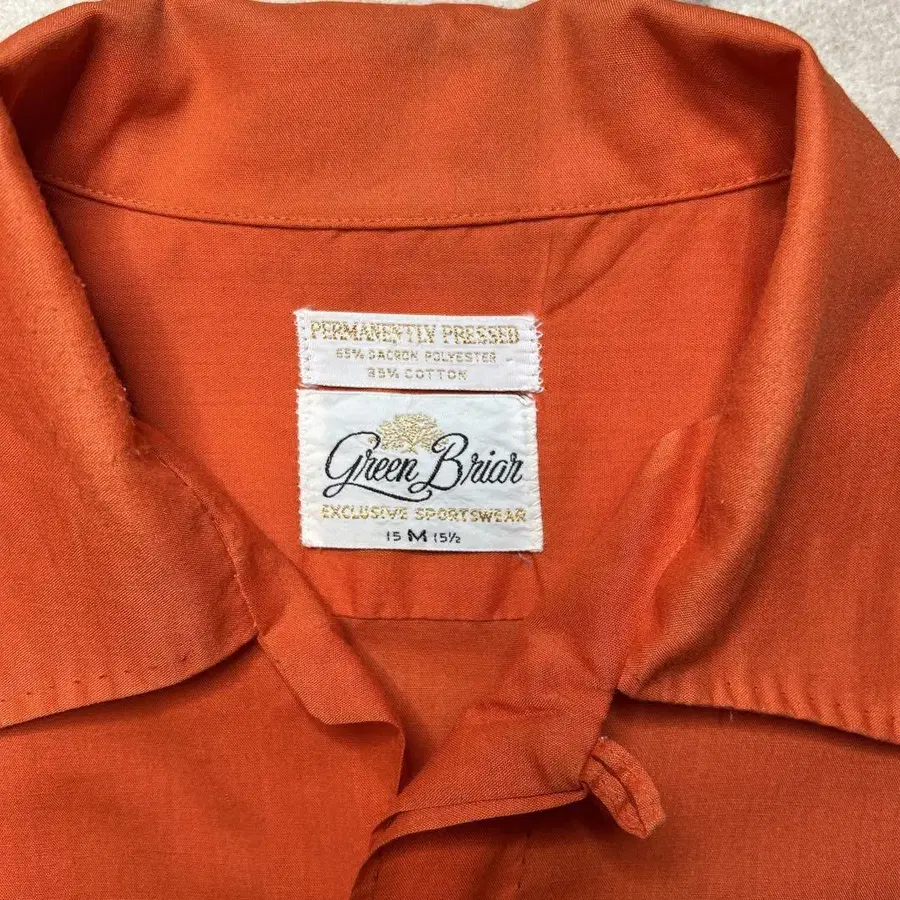 PERMANENTLY PRESSED
65% DACRON POLYESTER
35% COTTON
Green Briar
EXCLUSIVE SPORTSWEAR
15 M 15½